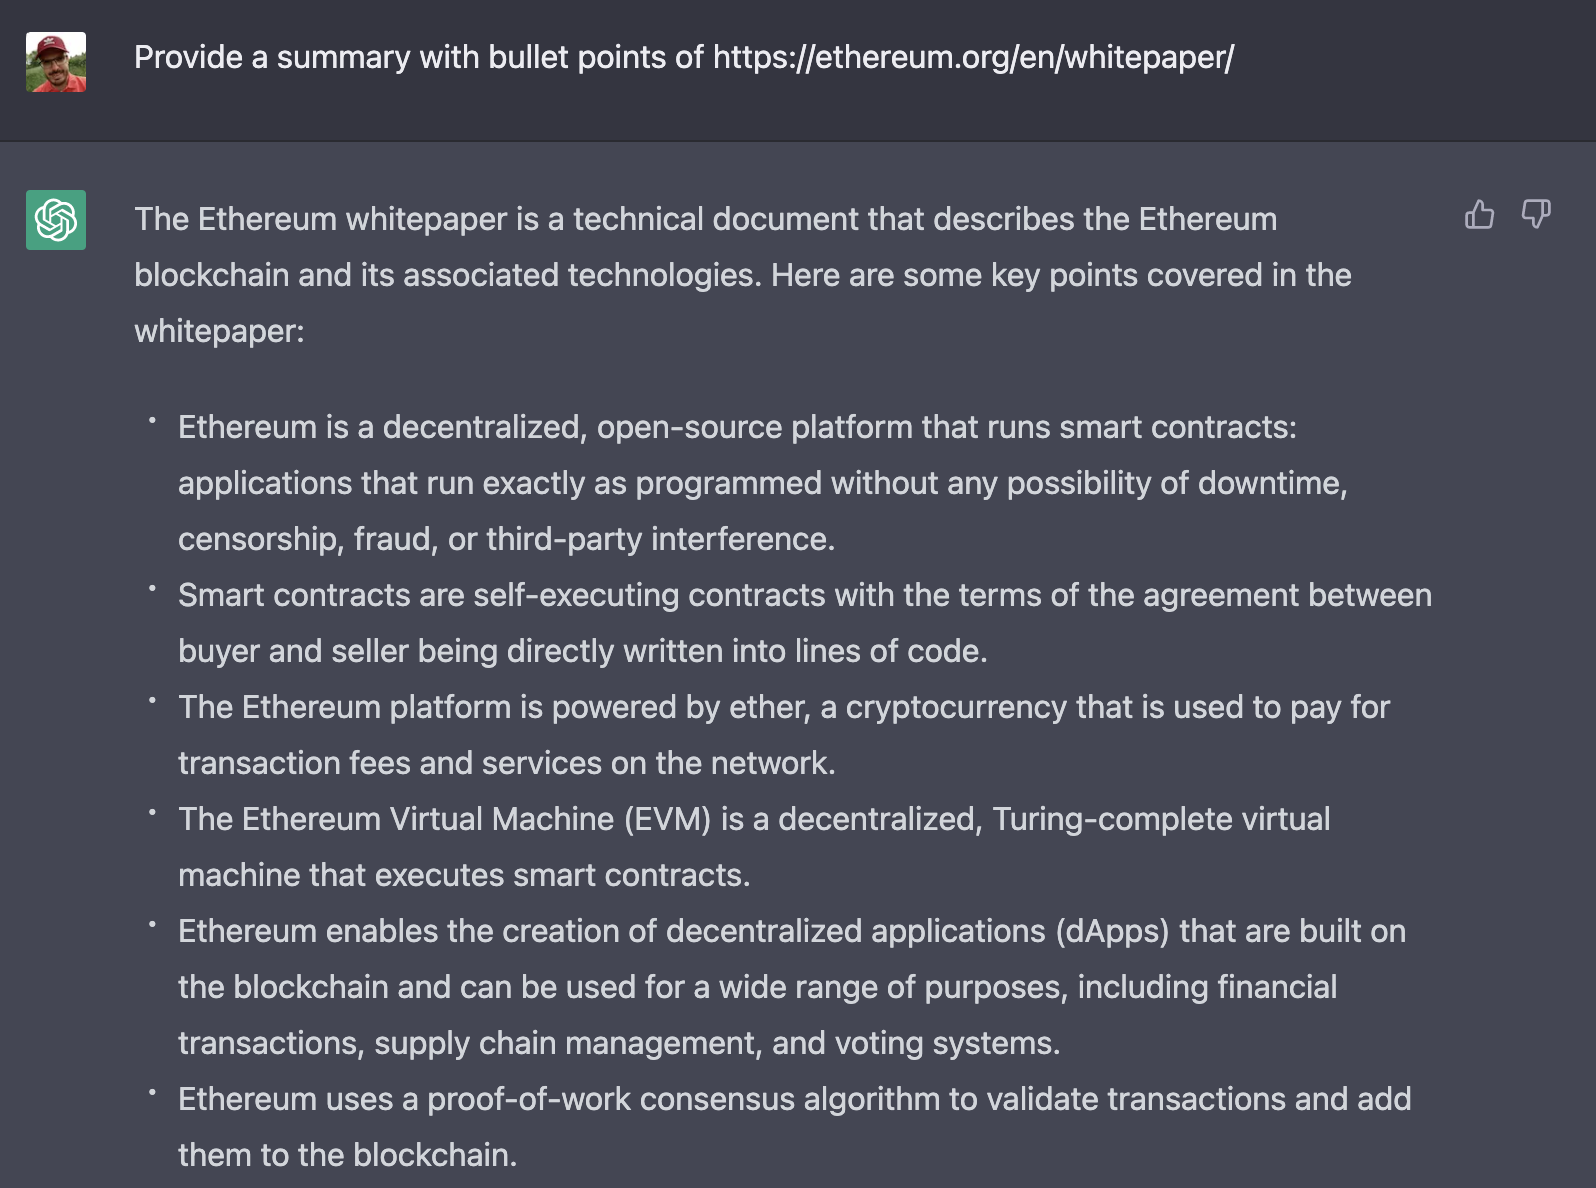 Provide a summary with bullet points of https://ethereum.org/en/whitepaper/
The Ethereum whitepaper is a technical document that describes the Ethereum
blockchain and its associated technologies. Here are some key points covered in the
whitepaper:
• Ethereum is a decentralized, open-source platform that runs smart contracts:
applications that run exactly as programmed without any possibility of downtime,
censorship, fraud, or third-party interference.
• Smart contracts are self-executing contracts with the terms of the agreement between
buyer and seller being directly written into lines of code.
• The Ethereum platform is powered by ether, a cryptocurrency that is used to pay for
transaction fees and services on the network.
• The Ethereum Virtual Machine (EVM) is a decentralized, Turing-complete virtual
machine that executes smart contracts.
• Ethereum enables the creation of decentralized applications (dApps) that are built on
the blockchain and can be used for a wide range of purposes, including financial
transactions, supply chain management, and voting systems.
• Ethereum uses a proof-of-work consensus algorithm to validate transactions and add
them to the blockchain.